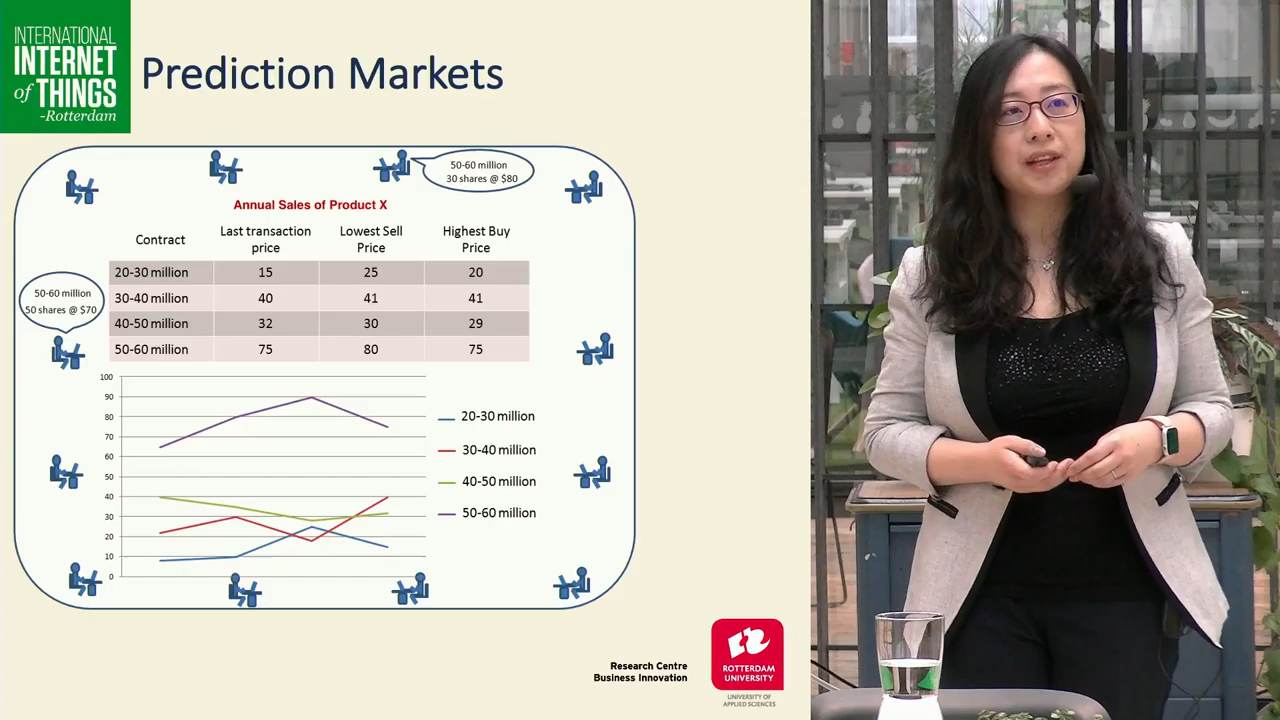 INTERNATIONAL
INTERNET
of THINGS
-Rotterdam
Prediction Markets
50-60 million
30 shares @ $80
Annual Sales of Product X
Contract Last transaction price Lowest Sell Price Highest Buy Price
20-30 million 15 25 20
30-40 million 40 41 41
40-50 million 32 30 29
50-60 million 75 80 75
50-60 million
50 shares @ $70
100
90
80
70
60
50
40
30
20
10
0
20-30 million
30-40 million
40-50 million
50-60 million
Research Centre
Business Innovation
ROTTERDAM
UNIVERSITY
UNIVERSITY OF
APPLIED SCIENCES